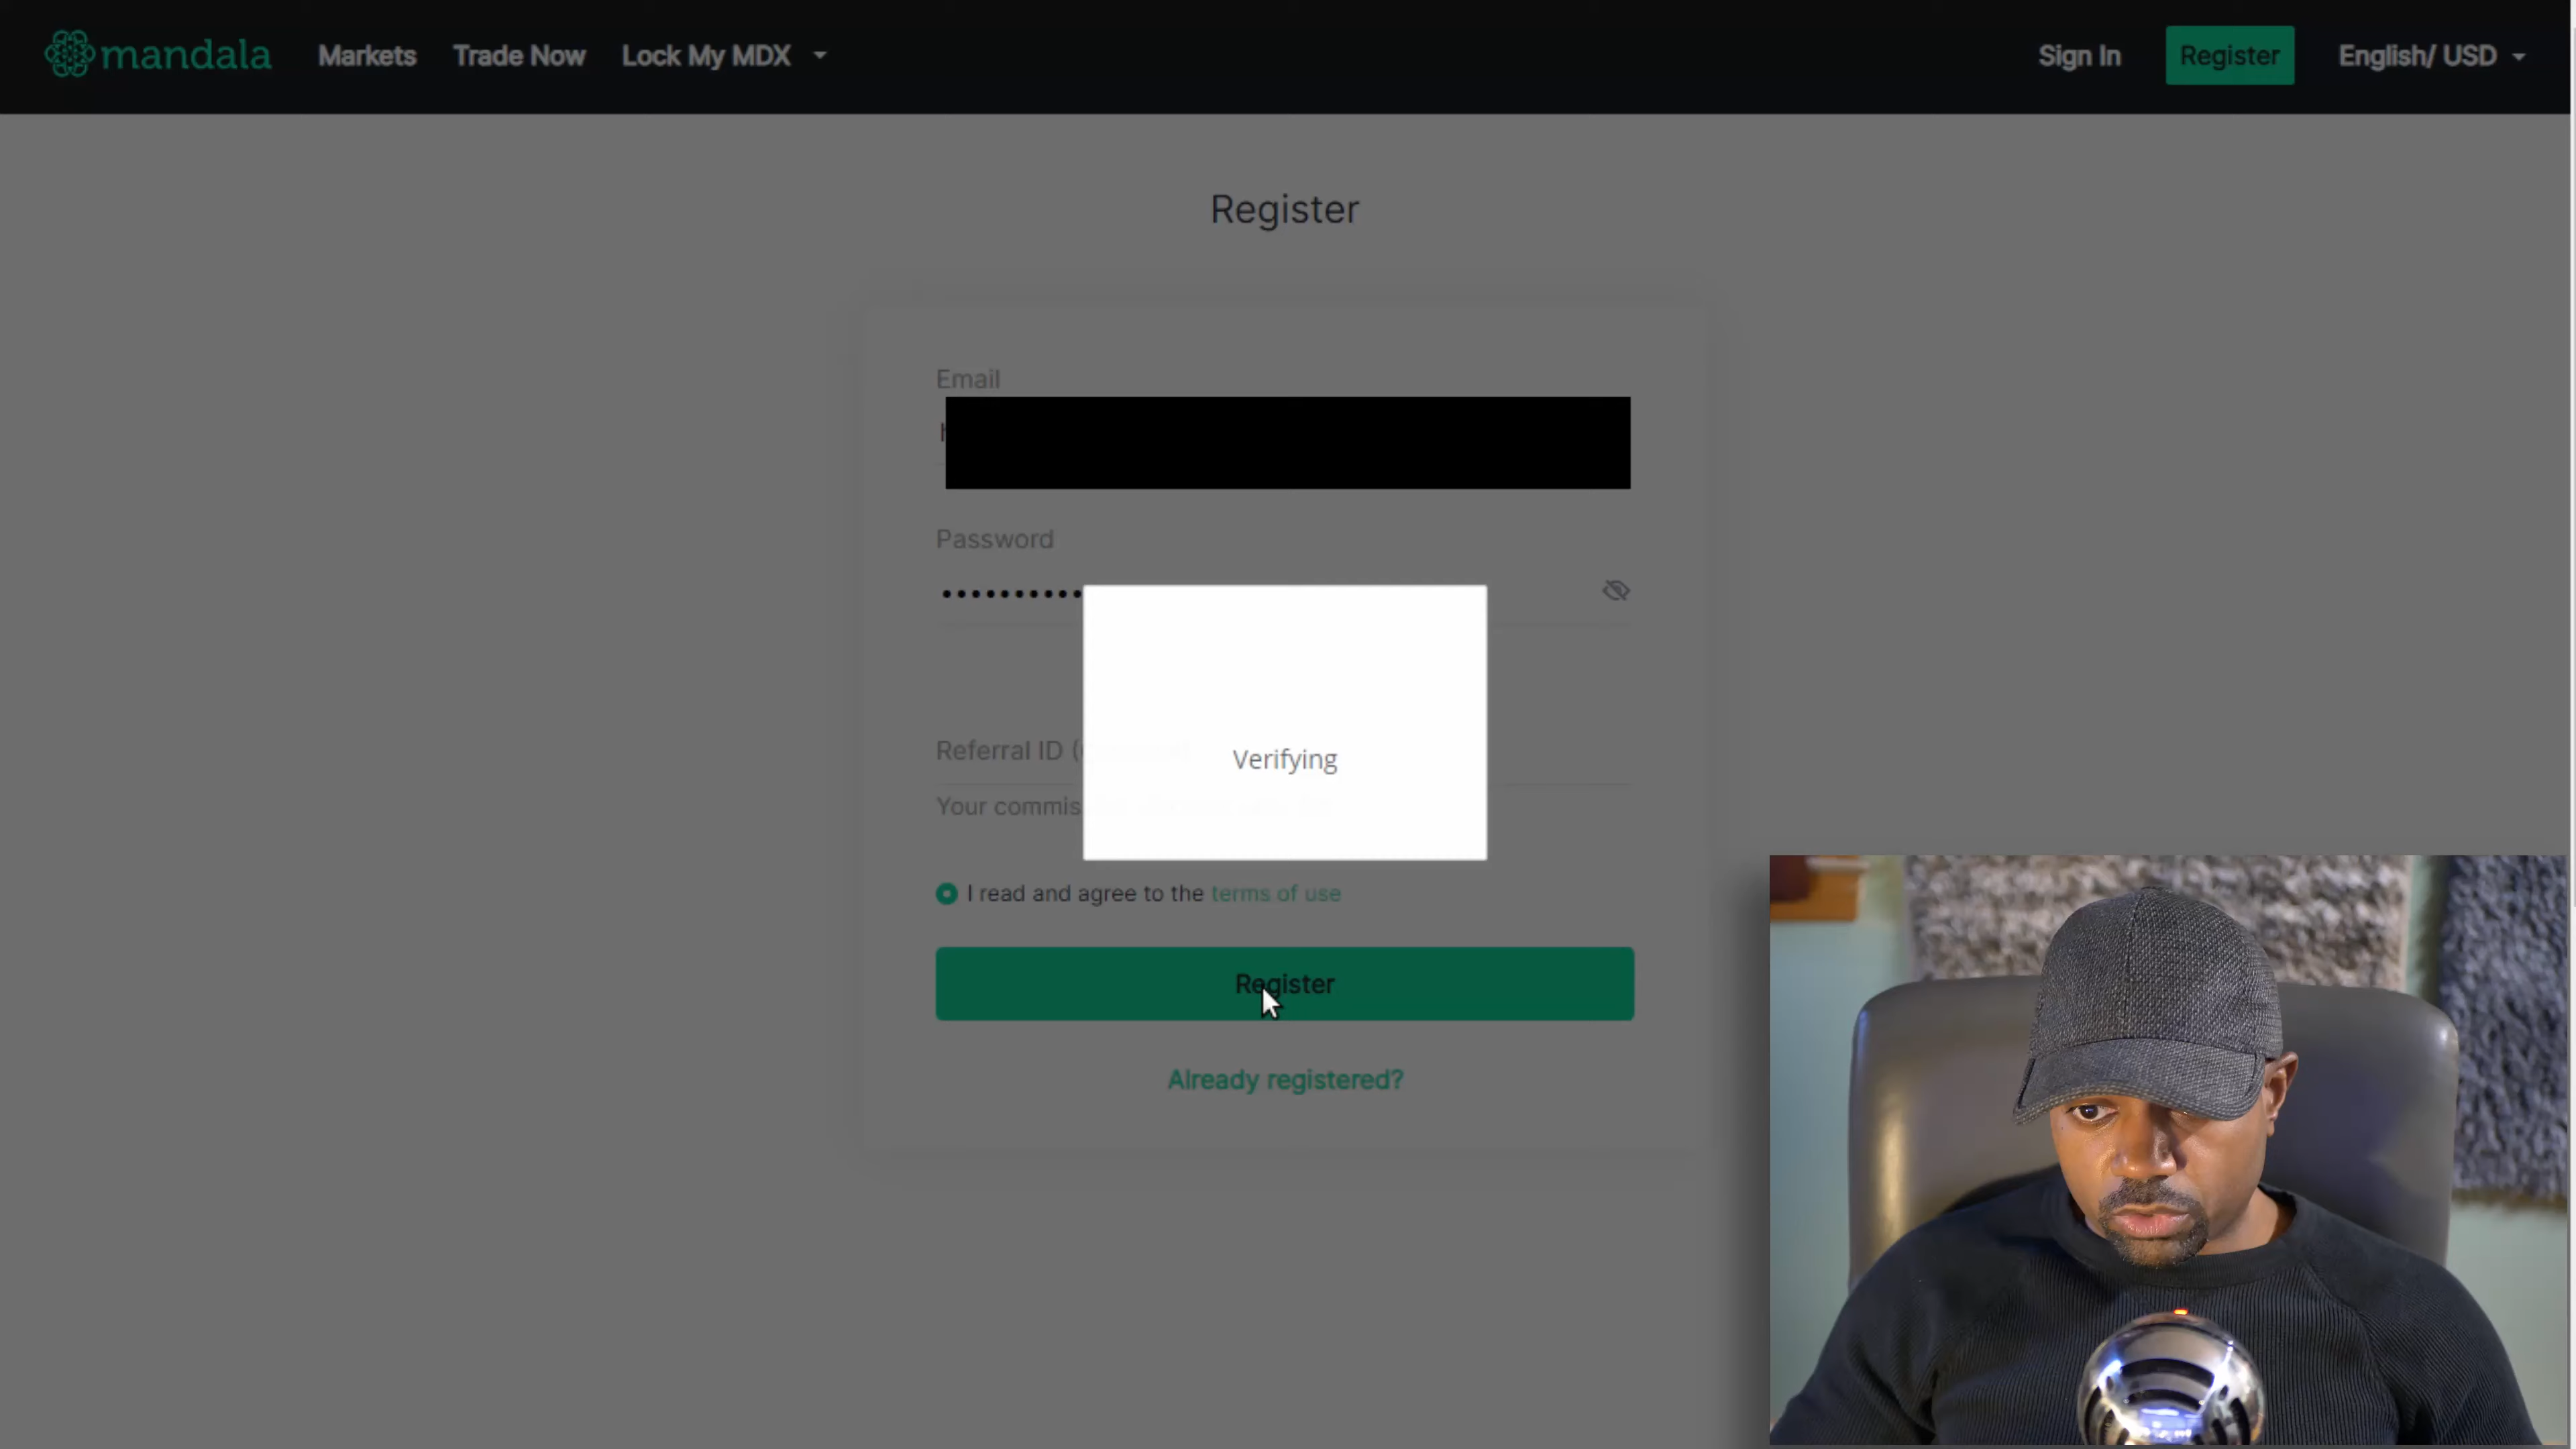 mandala Markets Trade Now Lock My MDX Sign In Register English/ USD
Register
Email
Password
Referral ID
Verifying
Your
I read and agree to the terms of use
Register
Already registered?